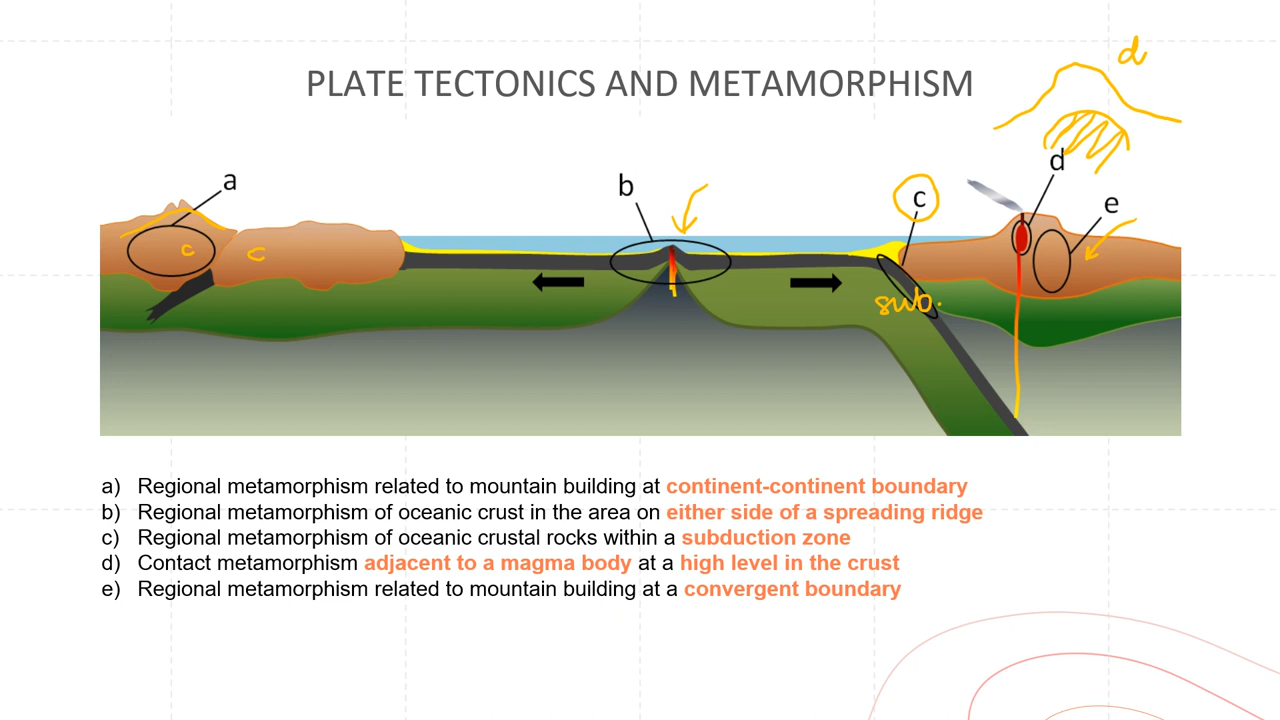 PLATE TECTONICS AND METAMORPHISM
d
a
b
c
d
e
c
c
sub.
a) Regional metamorphism related to mountain building at continent-continent boundary
b) Regional metamorphism of oceanic crust in the area on either side of a spreading ridge
c) Regional metamorphism of oceanic crustal rocks within a subduction zone
d) Contact metamorphism adjacent to a magma body at a high level in the crust
e) Regional metamorphism related to mountain building at a convergent boundary